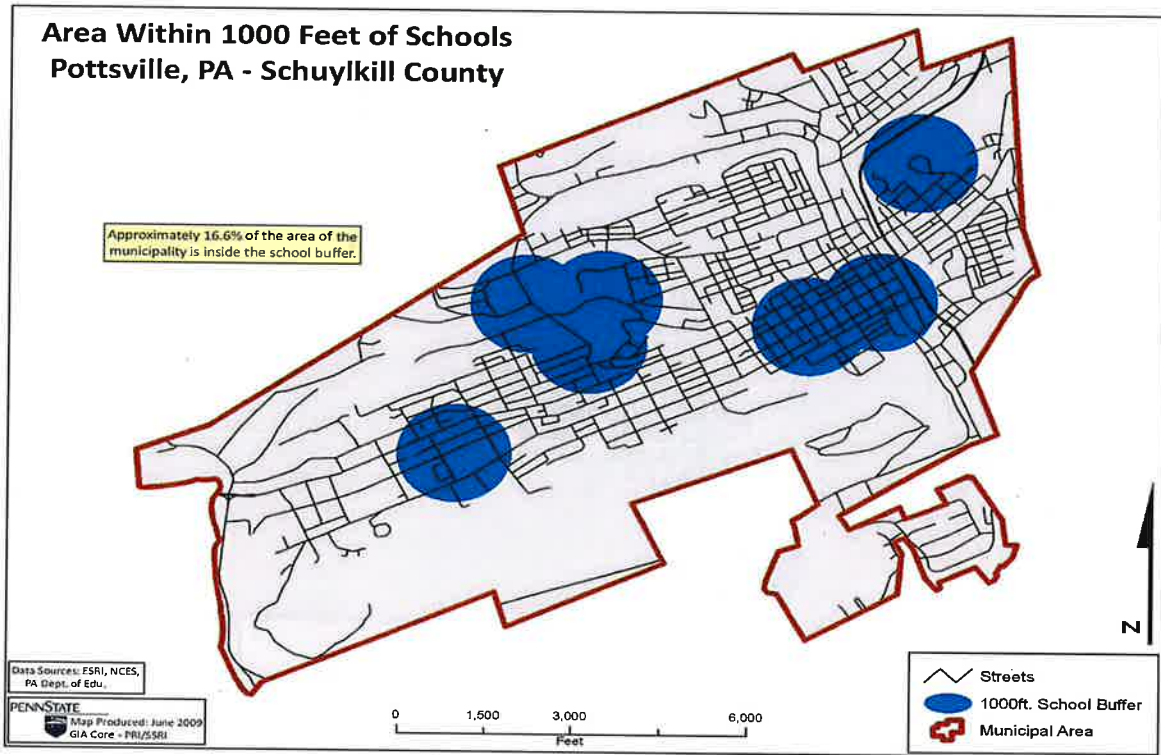 Area Within 1000 Feet of Schools
Pottsville, PA - Schuylkill County
Approximately 16.6% of the area of the
municipality is inside the school buffer.
N
Data Sources: ESRI, NCES,
PA Dept. of Edu.
PENNSTATE
Map Produced: June 2009
GIA Core - PRI/SSRI
0 1,500 3,000 6,000
Feet
Streets
1000ft. School Buffer
Municipal Area